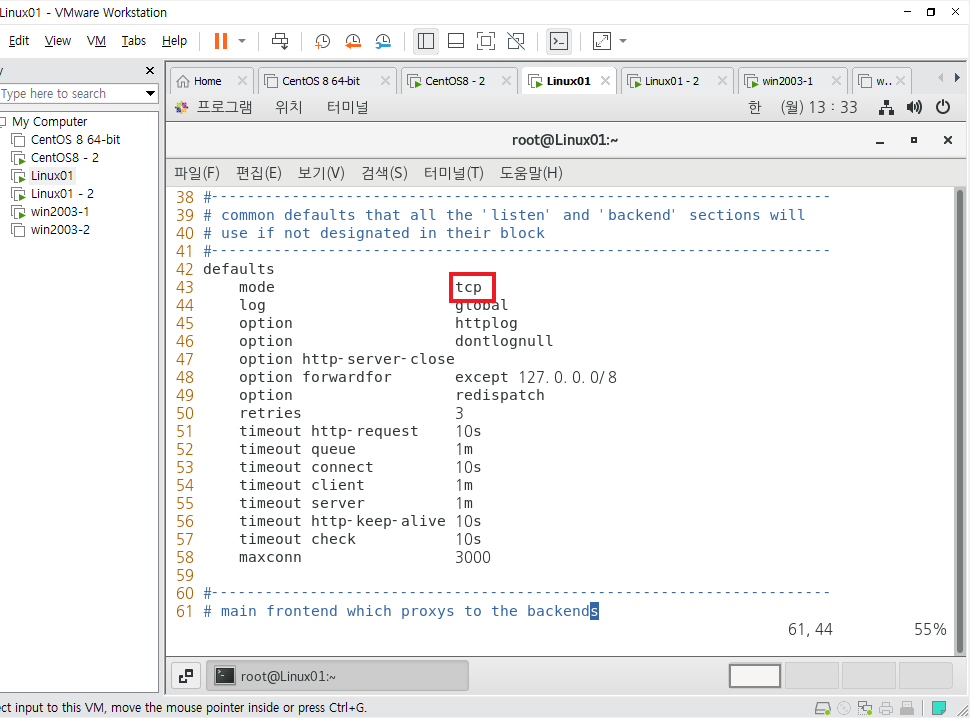 Linux01 - VMware Workstation
Edit View VM Tabs Help
Type here to search
My Computer
CentOS 8 64-bit
CentOS8 - 2
Linux01
Linux01 - 2
win2003-1
win2003-2
Home CentOS 8 64-bit CentOS8 - 2 Linux01 Linux01 - 2 win2003-1 w..
프로그램 위치 터미널 한 (월) 13 : 33
root@Linux01:~
파일(F) 편집(E) 보기(V) 검색(S) 터미널(T) 도움말(H)
38 #---------------------------------------------------------------------
39 # common defaults that all the 'listen' and 'backend' sections will
40 # use if not designated in their block
41 #---------------------------------------------------------------------
42 defaults
43 mode tcp
44 log global
45 option httplog
46 option dontlognull
47 option http-server-close
48 option forwardfor except 127.0.0.0/8
49 option redispatch
50 retries 3
51 timeout http-request 10s
52 timeout queue 1m
53 timeout connect 10s
54 timeout client 1m
55 timeout server 1m
56 timeout http-keep-alive 10s
57 timeout check 10s
58 maxconn 3000
59
60 #---------------------------------------------------------------------
61 # main frontend which proxys to the backends
61,44 55%
root@Linux01:~
input to this VM, move the mouse pointer inside or press Ctrl+G.